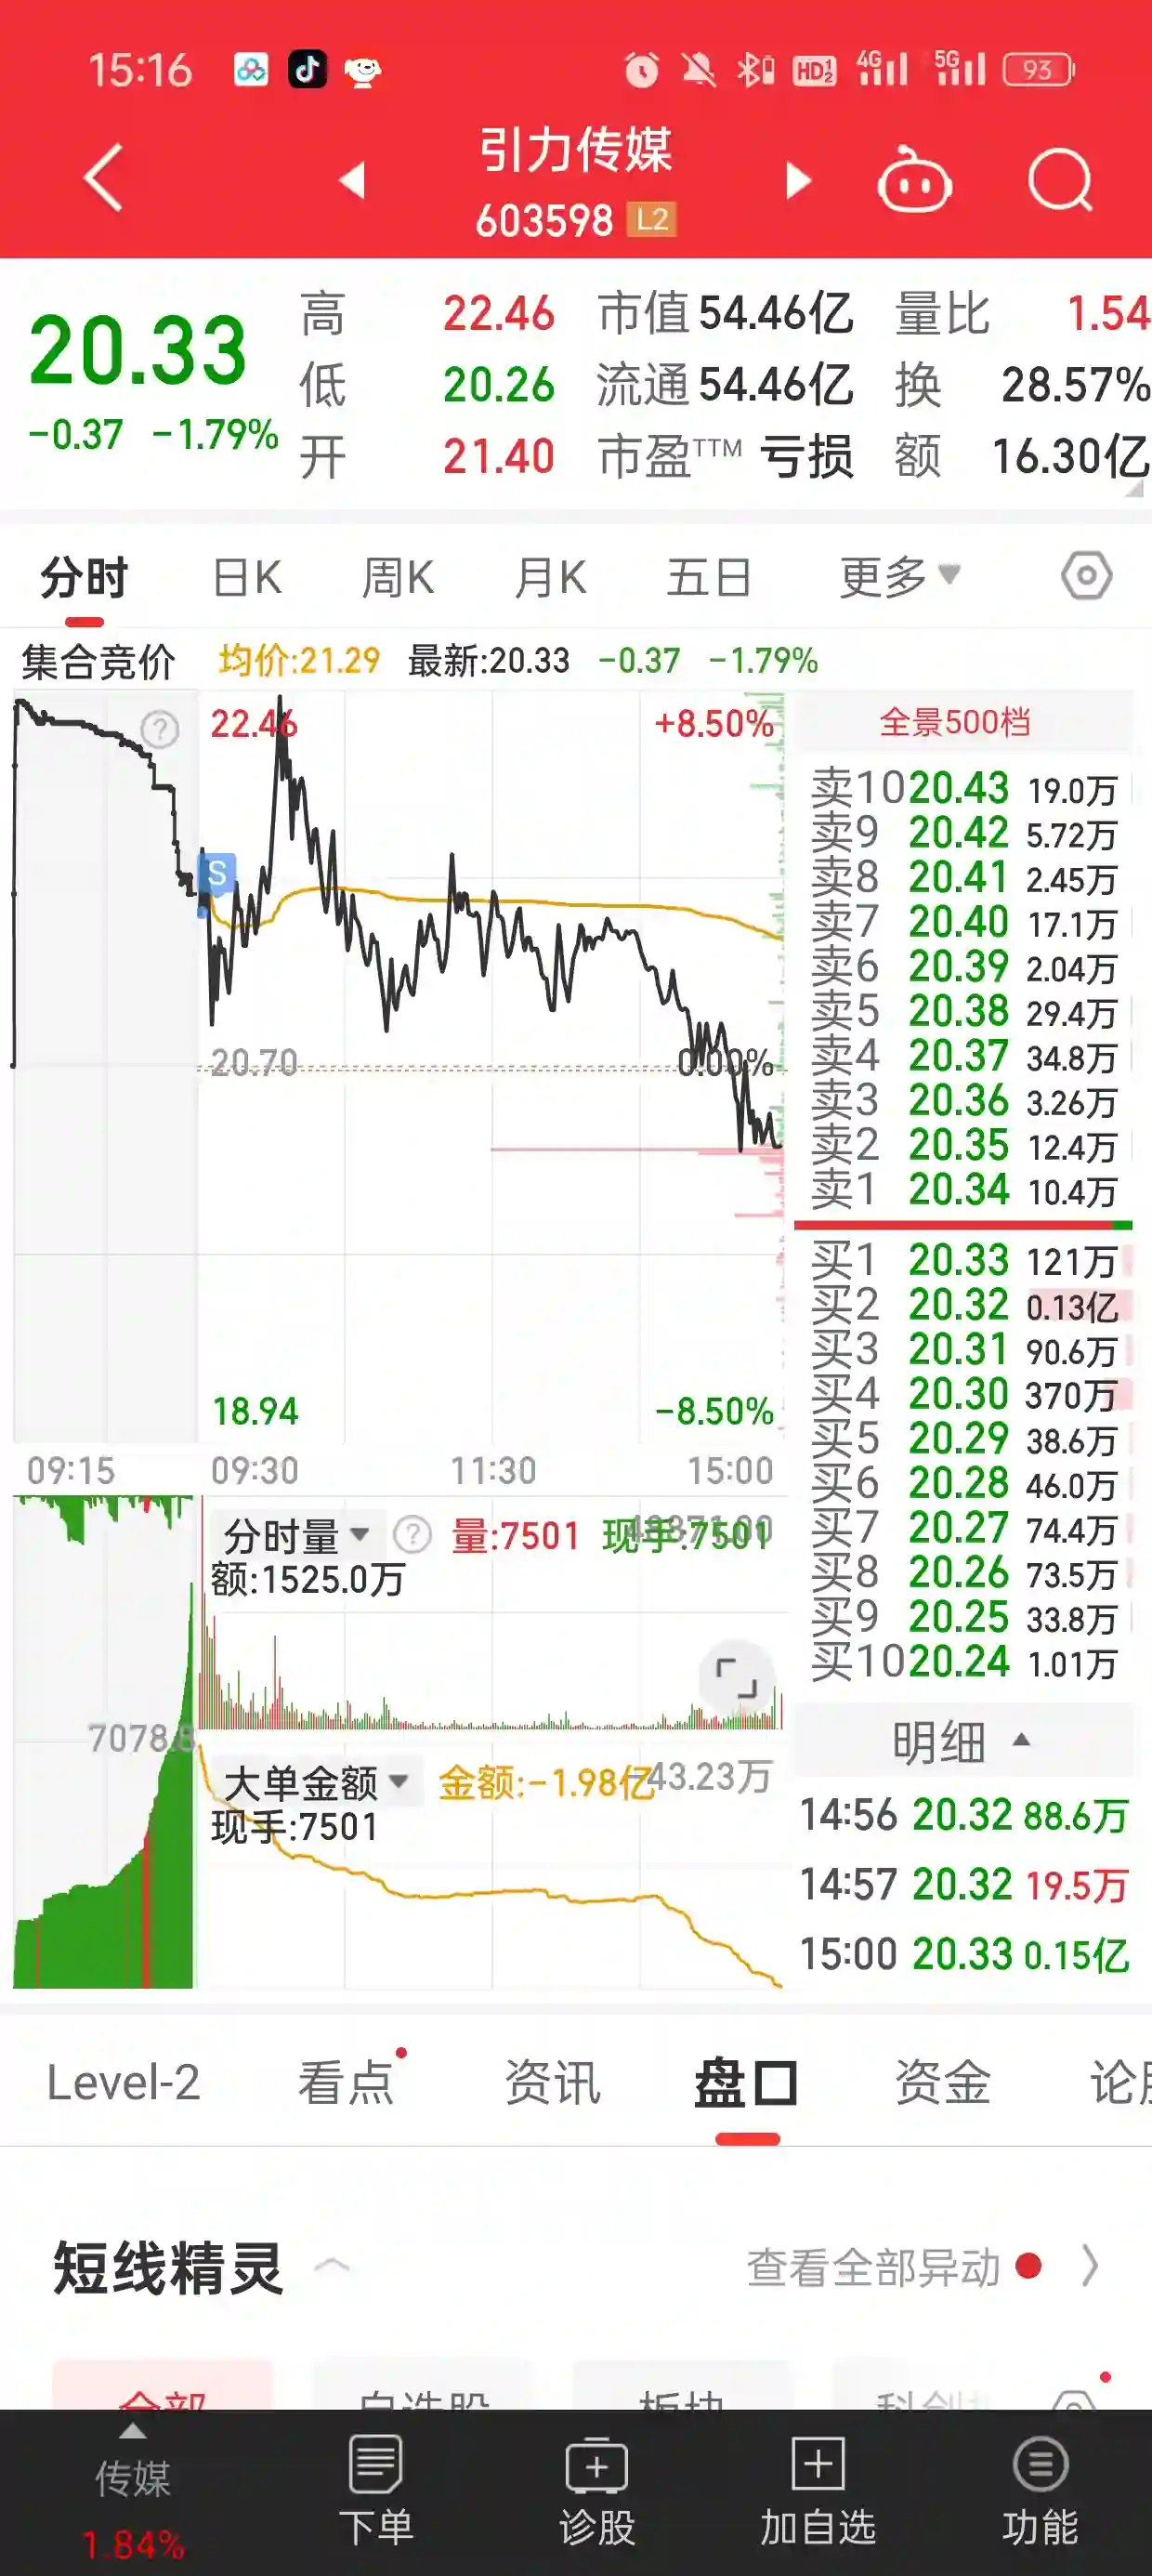 15:16 HD 1 2 4G 5G 93
引力传媒
603598 L2
20.33
-0.37 -1.79%
高 22.46 市值 54.46亿 量比 1.54
低 20.26 流通 54.46亿 换 28.57%
开 21.40 市盈TTM 亏损 额 16.30亿
分时 日K 周K 月K 五日 更多
集合竞价 均价:21.29 最新:20.33 -0.37 -1.79%
22.46 +8.50%
S
20.70 0.00%
18.94 -8.50%
09:15 09:30 11:30 15:00
全景500档
卖10 20.43 19.0万
卖9 20.42 5.72万
卖8 20.41 2.45万
卖7 20.40 17.1万
卖6 20.39 2.04万
卖5 20.38 29.4万
卖4 20.37 34.8万
卖3 20.36 3.26万
卖2 20.35 12.4万
卖1 20.34 10.4万
买1 20.33 121万
买2 20.32 0.13亿
买3 20.31 90.6万
买4 20.30 370万
买5 20.29 38.6万
买6 20.28 46.0万
买7 20.27 74.4万
买8 20.26 73.5万
买9 20.25 33.8万
买10 20.24 1.01万
分时量 ? 量:7501 现手:7501
额:1525.0万
7078.8
大单金额 金额:-1.98亿 43.23万
现手:7501
明细
14:56 20.32 88.6万
14:57 20.32 19.5万
15:00 20.33 0.15亿
Level-2 看点 资讯 盘口 资金 论股
短线精灵 查看全部异动
全部 自选股 板块 科创
传媒
1.84%
下单 诊股 加自选 功能